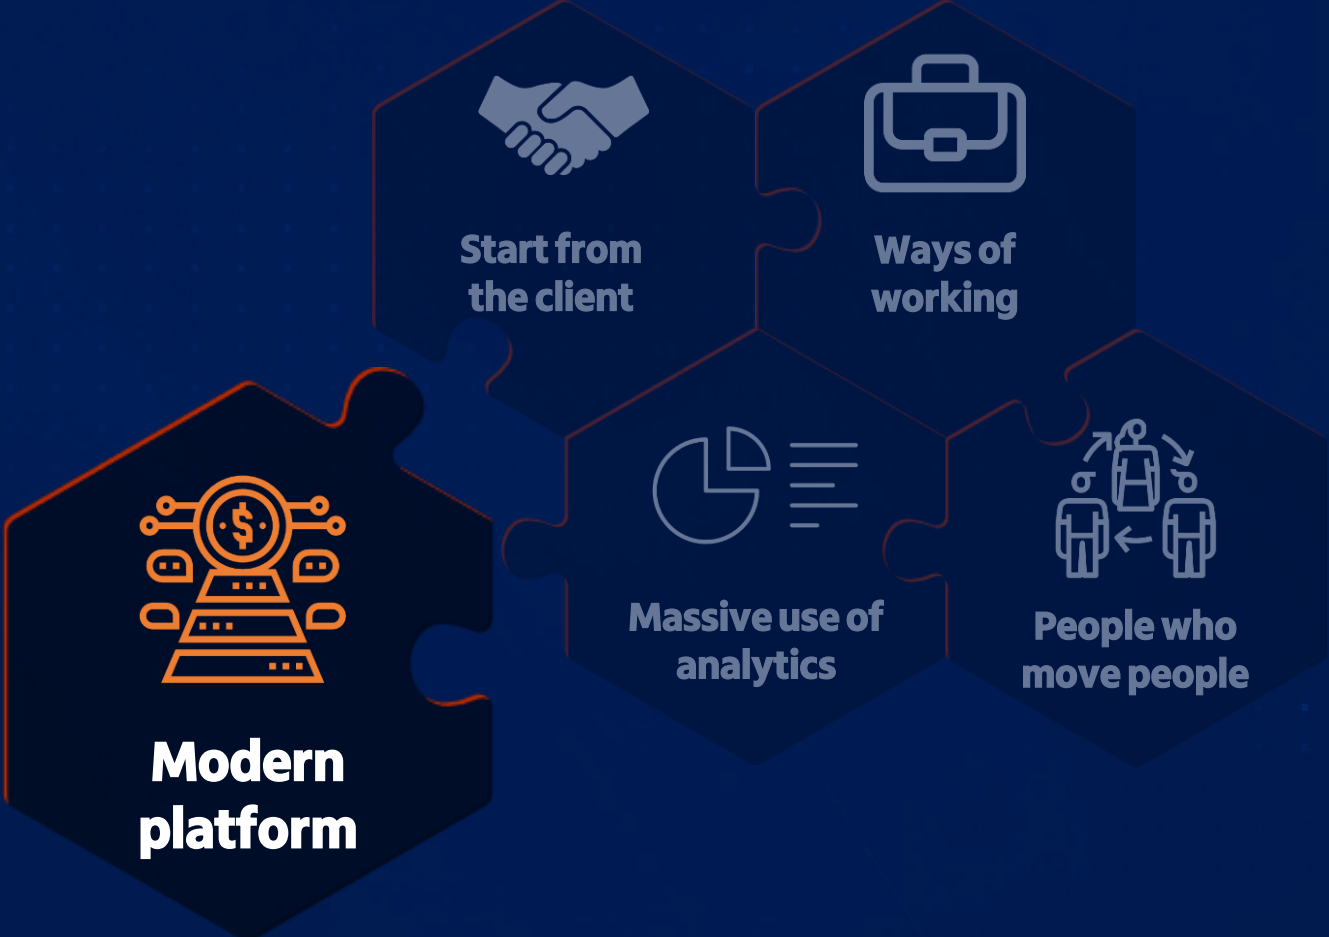 Start from
the client
Ways of
working
Massive use of
analytics
People who
move people
$
Modern
platform